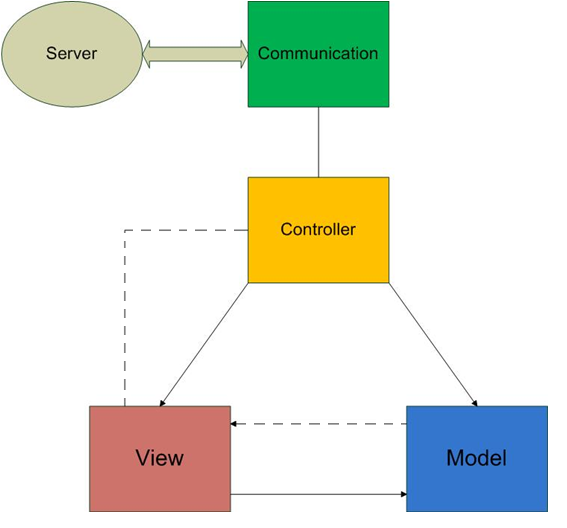 Server
Communication
Controller
View
Model